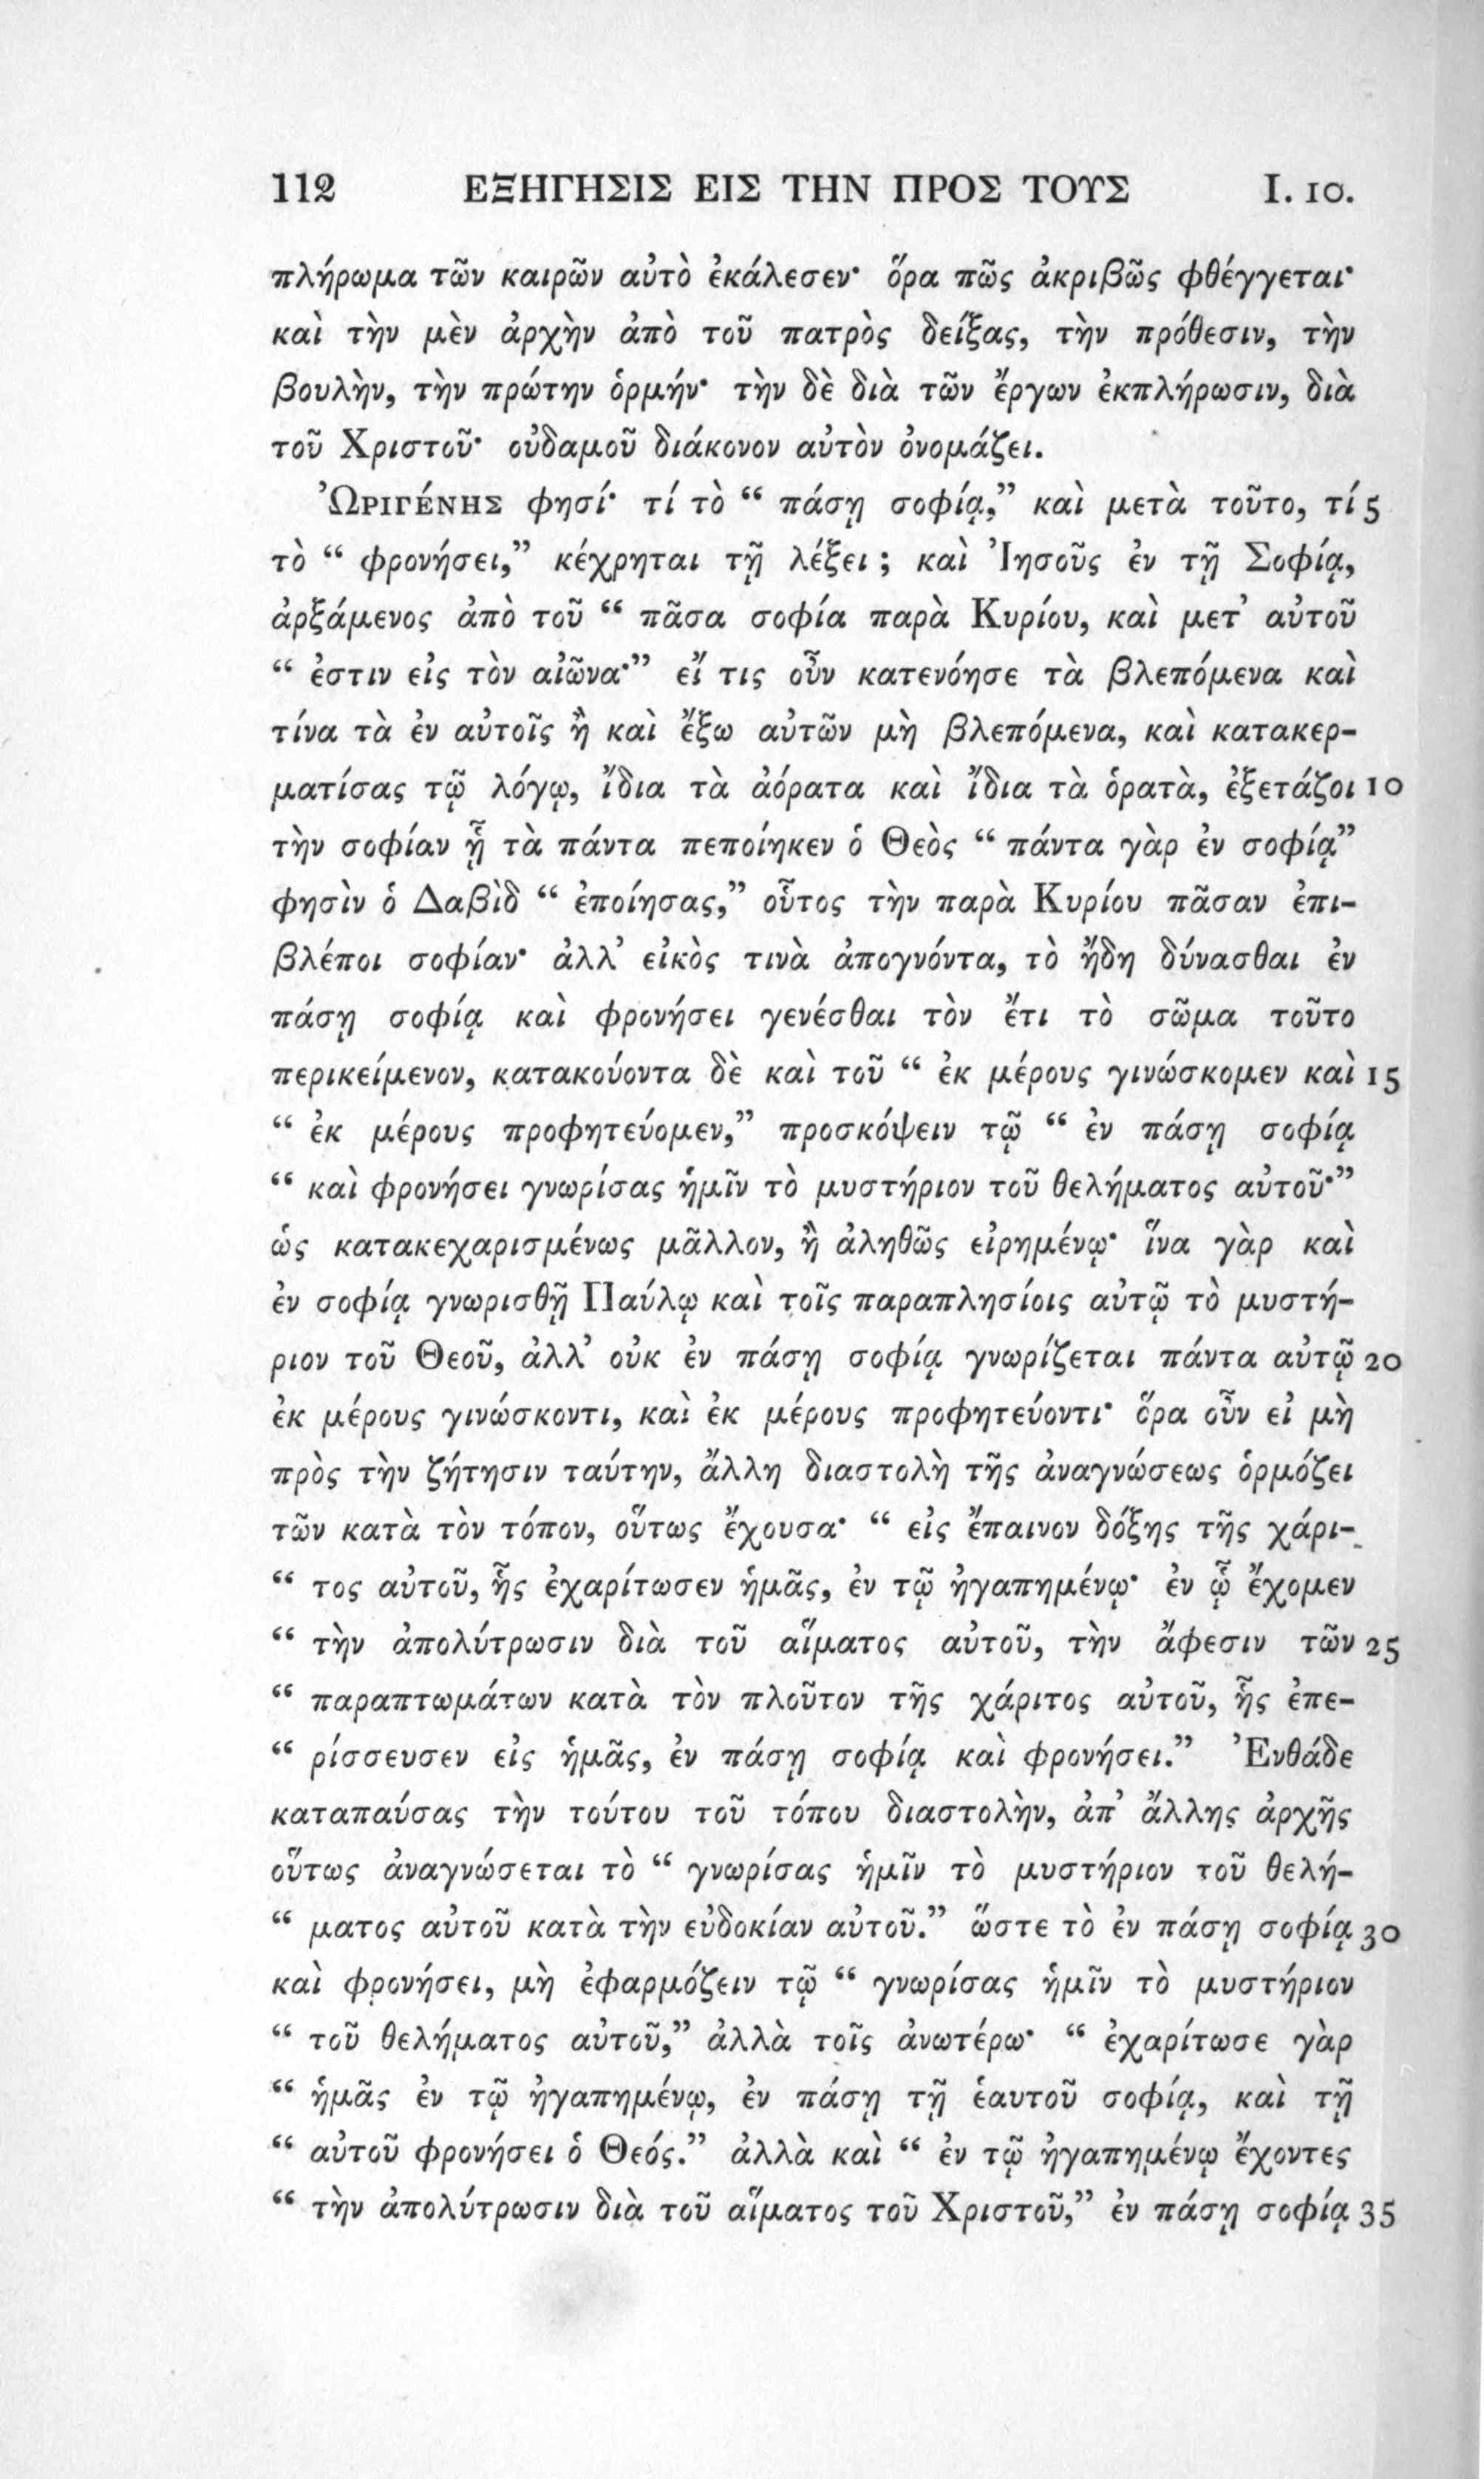 112 ΕΞΗΓΗΣΙΣ ΕΙΣ ΤΗΝ ΠΡΟΣ ΤΟΥΣ I. 10.
πλήρωμα τῶν καιρῶν αὐτὸ ἐκάλεσεν· ὅρα πῶς ἀκριβῶς φθέγγεται·
καὶ τὴν μὲν ἀρχὴν ἀπὸ τοῦ πατρὸς δείξας, τὴν πρόθεσιν, τὴν
βουλὴν, τὴν πρώτην ὁρμήν· τὴν δὲ διὰ τῶν ἔργων ἐκπλήρωσιν, διὰ
τοῦ Χριστοῦ· οὐδαμοῦ διάκονον αὐτὸν ὀνομάζει.
ὨΡΙΓΈΝΗΣ φησί· τί τὸ “ πάσῃ σοφίᾳ,” καὶ μετὰ τοῦτο, τί 5
τὸ “ φρονήσει,” κέχρηται τῇ λέξει ; καὶ Ἰησοῦς ἐν τῇ Σοφίᾳ,
ἀρξάμενος ἀπὸ τοῦ “ πᾶσα σοφία παρὰ Κυρίου, καὶ μετ᾽ αὐτοῦ
“ ἐστιν εἰς τὸν αἰῶνα·” εἴ τις οὖν κατενόησε τὰ βλεπόμενα καὶ
τίνα τὰ ἐν αὐτοῖς ἢ καὶ ἔξω αὐτῶν μὴ βλεπόμενα, καὶ κατακερ-
ματίσας τῷ λόγῳ, ἴδια τὰ ἀόρατα καὶ ἴδια τὰ ὁρατὰ, ἐξετάζοι 10
τὴν σοφίαν ᾗ τὰ πάντα πεποίηκεν ὁ Θεὸς “ πάντα γὰρ ἐν σοφίᾳ”
φησὶν ὁ Δαβὶδ “ ἐποίησας,” οὗτος τὴν παρὰ Κυρίου πᾶσαν ἐπι-
βλέποι σοφίαν· ἀλλ᾽ εἰκὸς τινὰ ἀπογνόντα, τὸ ἤδη δύνασθαι ἐν
πάσῃ σοφίᾳ καὶ φρονήσει γενέσθαι τὸν ἔτι τὸ σῶμα τοῦτο
περικείμενον, κατακούοντα δὲ καὶ τοῦ “ ἐκ μέρους γινώσκομεν καὶ 15
“ ἐκ μέρους προφητεύομεν,” προσκόψειν τῷ “ ἐν πάσῃ σοφίᾳ
“ καὶ φρονήσει γνωρίσας ἡμῖν τὸ μυστήριον τοῦ θελήματος αὐτοῦ·”
ὡς κατακεχαρισμένως μᾶλλον, ἢ ἀληθῶς εἰρημένῳ· ἵνα γὰρ καὶ
ἐν σοφίᾳ γνωρισθῇ Παύλῳ καὶ τοῖς παραπλησίοις αὐτῷ τὸ μυστή-
ριον τοῦ Θεοῦ, ἀλλ᾽ οὐκ ἐν πάσῃ σοφίᾳ γνωρίζεται πάντα αὐτῷ 20
ἐκ μέρους γινώσκοντι, καὶ ἐκ μέρους προφητεύοντι· ὅρα οὖν εἰ μὴ
πρὸς τὴν ζήτησιν ταύτην, ἄλλη διαστολὴ τῆς ἀναγνώσεως ὁρμόζει
τῶν κατὰ τὸν τόπον, οὕτως ἔχουσα· “ εἰς ἔπαινον δόξης τῆς χάρι-
“ τος αὐτοῦ, ἧς ἐχαρίτωσεν ἡμᾶς, ἐν τῷ ἠγαπημένῳ· ἐν ᾧ ἔχομεν
“ τὴν ἀπολύτρωσιν διὰ τοῦ αἵματος αὐτοῦ, τὴν ἄφεσιν τῶν 25
“ παραπτωμάτων κατὰ τὸν πλοῦτον τῆς χάριτος αὐτοῦ, ἧς ἐπε-
“ ρίσσευσεν εἰς ἡμᾶς, ἐν πάσῃ σοφίᾳ καὶ φρονήσει.” Ἐνθάδε
καταπαύσας τὴν τούτου τοῦ τόπου διαστολὴν, ἀπ᾽ ἄλλης ἀρχῆς
οὕτως ἀναγνώσεται τὸ “ γνωρίσας ἡμῖν τὸ μυστήριον τοῦ θελή-
“ ματος αὐτοῦ κατὰ τὴν εὐδοκίαν αὐτοῦ.” ὥστε τὸ ἐν πάσῃ σοφίᾳ 30
καὶ φρονήσει, μὴ ἐφαρμόζειν τῷ “ γνωρίσας ἡμῖν τὸ μυστήριον
“ τοῦ θελήματος αὐτοῦ,” ἀλλὰ τοῖς ἀνωτέρω· “ ἐχαρίτωσε γὰρ
“ ἡμᾶς ἐν τῷ ἠγαπημένῳ, ἐν πάσῃ τῇ ἑαυτοῦ σοφίᾳ, καὶ τῇ
“ αὐτοῦ φρονήσει ὁ Θεός.” ἀλλὰ καὶ “ ἐν τῷ ἠγαπημένῳ ἔχοντες
“ τὴν ἀπολύτρωσιν διὰ τοῦ αἵματος τοῦ Χριστοῦ,” ἐν πάσῃ σοφίᾳ 35